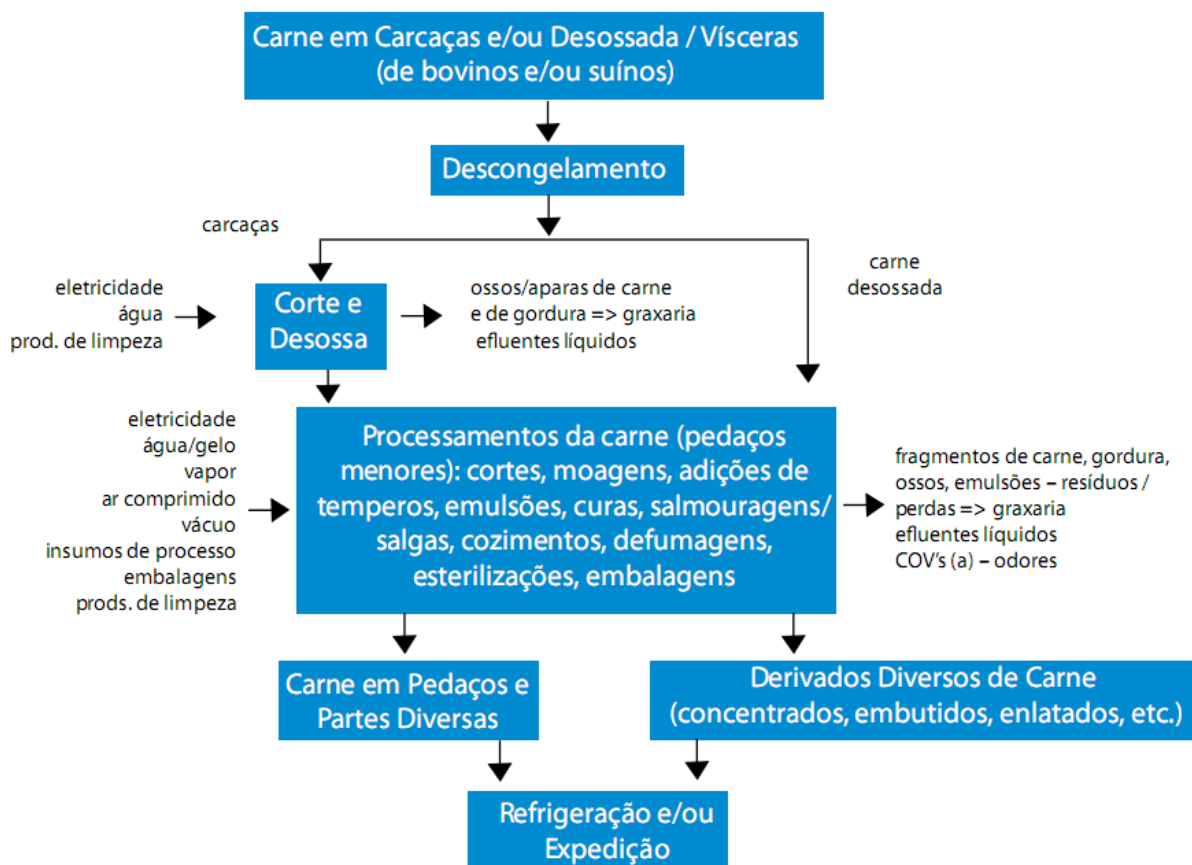 Carne em Carcaças e/ou Desossada / Vísceras
(de bovinos e/ou suínos)
Descongelamento
carcaças
carne
desossada
eletricidade
água
prod. de limpeza
Corte e
Desossa
ossos/aparas de carne
e de gordura => graxaria
efluentes líquidos
eletricidade
água/gelo
vapor
ar comprimido
vácuo
insumos de processo
embalagens
prods. de limpeza
Processamentos da carne (pedaços
menores): cortes, moagens, adições de
temperos, emulsões, curas, salmouragens/
salgas, cozimentos, defumagens,
esterilizações, embalagens
fragmentos de carne, gordura,
ossos, emulsões – resíduos /
perdas => graxaria
efluentes líquidos
COV's (a) – odores
Carne em Pedaços e
Partes Diversas
Derivados Diversos de Carne
(concentrados, embutidos, enlatados, etc.)
Refrigeração e/ou
Expedição